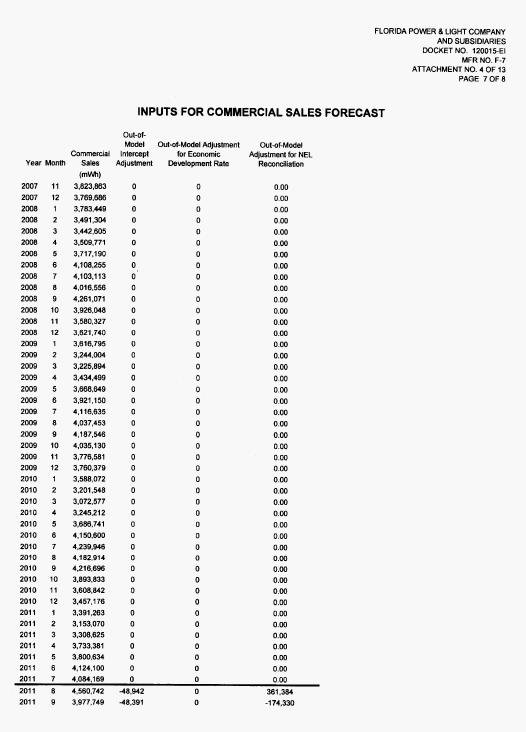 FLORIDA POWER & LIGHT COMPANY
AND SUBSIDIARIES
DOCKET NO. 120015-EI
MFR NO. F-7
ATTACHMENT NO. 4 OF 13
PAGE 7 OF 8
INPUTS FOR COMMERCIAL SALES FORECAST
Out-of-
Model Out-of-Model Adjustment Out-of-Model
Commercial Intercept for Economic Adjustment for NEL
Year Month Sales Adjustment Development Rate Reconciliation
(mWh)
2007 11 3,823,863 0 0 0.00
2007 12 3,769,686 0 0 0.00
2008 1 3,783,449 0 0 0.00
2008 2 3,491,304 0 0 0.00
2008 3 3,442,605 0 0 0.00
2008 4 3,509,771 0 0 0.00
2008 5 3,717,190 0 0 0.00
2008 6 4,108,255 0 0 0.00
2008 7 4,103,113 0 0 0.00
2008 8 4,016,556 0 0 0.00
2008 9 4,261,071 0 0 0.00
2008 10 3,926,048 0 0 0.00
2008 11 3,580,327 0 0 0.00
2008 12 3,621,740 0 0 0.00
2009 1 3,616,795 0 0 0.00
2009 2 3,244,004 0 0 0.00
2009 3 3,225,894 0 0 0.00
2009 4 3,434,499 0 0 0.00
2009 5 3,668,649 0 0 0.00
2009 6 3,921,150 0 0 0.00
2009 7 4,116,635 0 0 0.00
2009 8 4,037,453 0 0 0.00
2009 9 4,187,546 0 0 0.00
2009 10 4,035,130 0 0 0.00
2009 11 3,776,581 0 0 0.00
2009 12 3,760,379 0 0 0.00
2010 1 3,588,072 0 0 0.00
2010 2 3,201,548 0 0 0.00
2010 3 3,072,577 0 0 0.00
2010 4 3,245,212 0 0 0.00
2010 5 3,686,741 0 0 0.00
2010 6 4,150,600 0 0 0.00
2010 7 4,239,946 0 0 0.00
2010 8 4,182,914 0 0 0.00
2010 9 4,216,696 0 0 0.00
2010 10 3,893,833 0 0 0.00
2010 11 3,608,842 0 0 0.00
2010 12 3,457,176 0 0 0.00
2011 1 3,391,263 0 0 0.00
2011 2 3,153,070 0 0 0.00
2011 3 3,308,625 0 0 0.00
2011 4 3,733,381 0 0 0.00
2011 5 3,800,634 0 0 0.00
2011 6 4,124,100 0 0 0.00
2011 7 4,084,169 0 0 0.00
2011 8 4,560,742 -48,942 0 361,384
2011 9 3,977,749 -48,391 0 -174,330